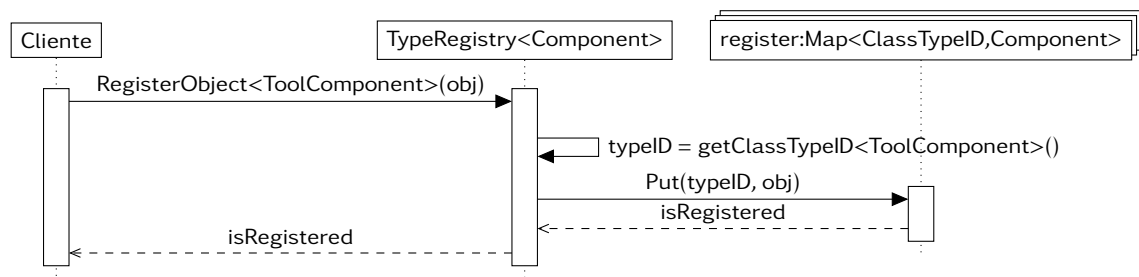 Cliente
TypeRegistry<Component>
register:Map<ClassTypeID,Component>
RegisterObject<ToolComponent>(obj)
typeID = getClassTypeID<ToolComponent>()
Put(typeID, obj)
isRegistered
isRegistered